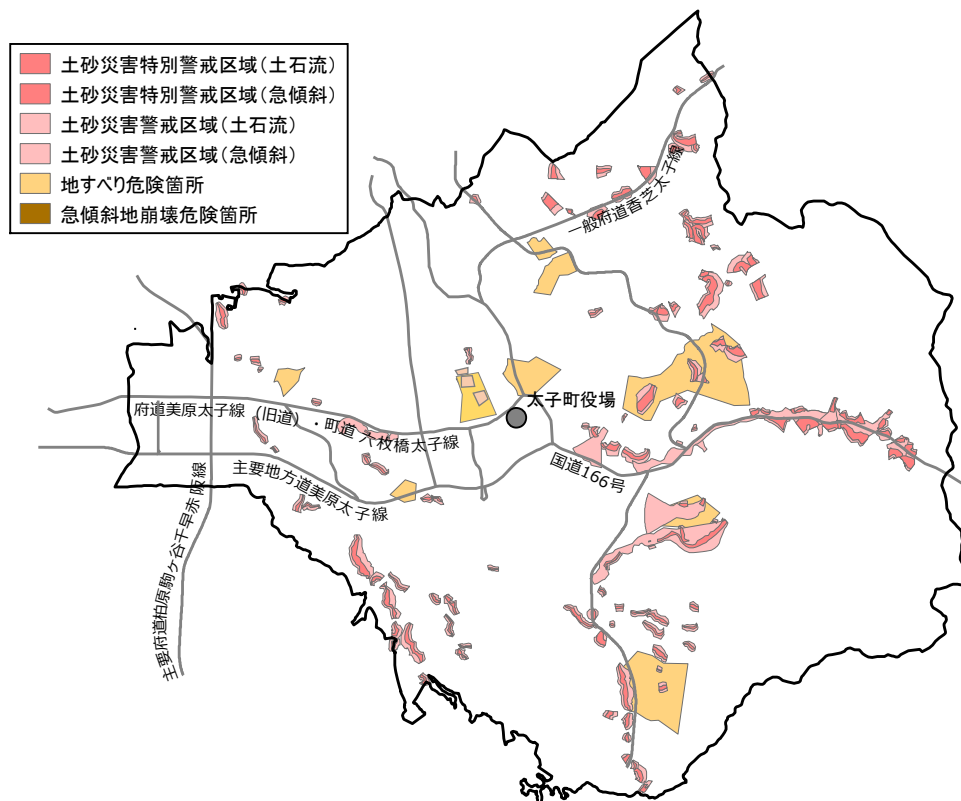 土砂災害特別警戒区域(土石流)
土砂災害特別警戒区域(急傾斜)
土砂災害警戒区域(土石流)
土砂災害警戒区域(急傾斜)
地すべり危険箇所
急傾斜地崩壊危険箇所
一般府道香芝太子線
太子町役場
府道美原太子線(旧道)・町道 六枚橋太子線
国道166号
主要地方道美原太子線
主要府道柏原駒ヶ谷千早赤阪線